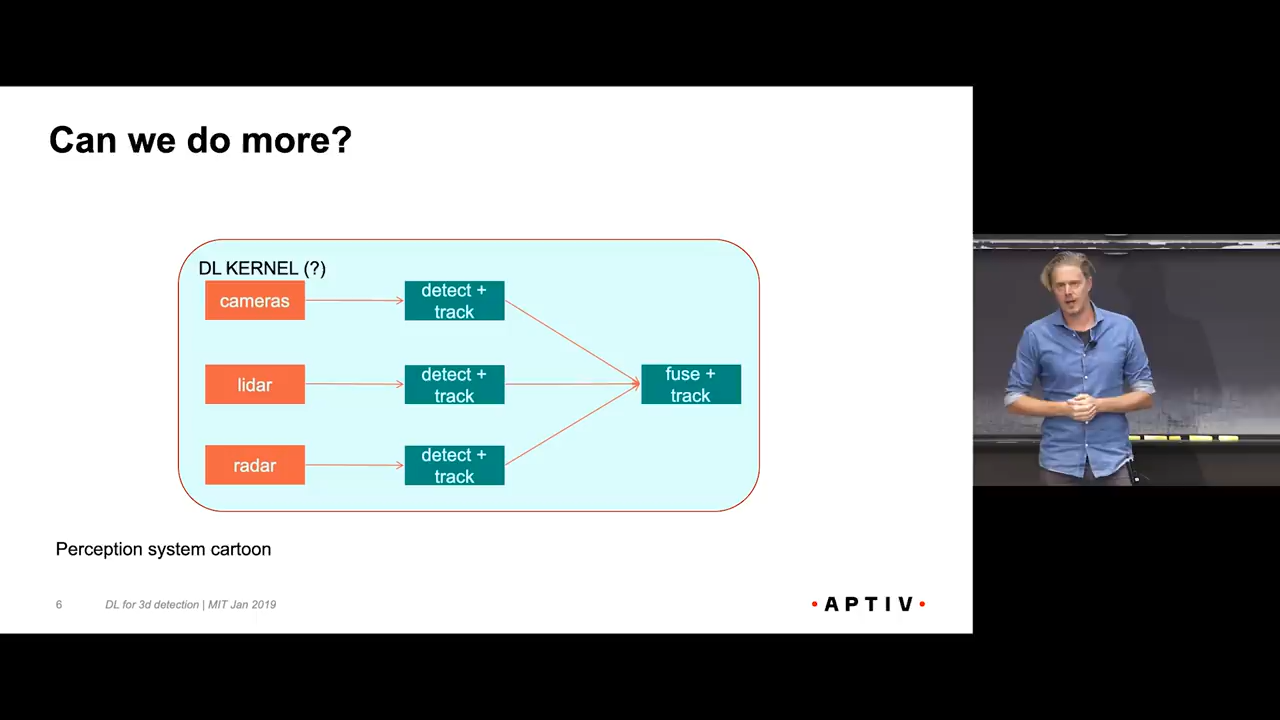 Can we do more?
DL KERNEL (?)
cameras
detect +
track
lidar
detect +
track
fuse +
track
radar
detect +
track
Perception system cartoon
6
DL for 3d detection | MIT Jan 2019
• A P T I V •